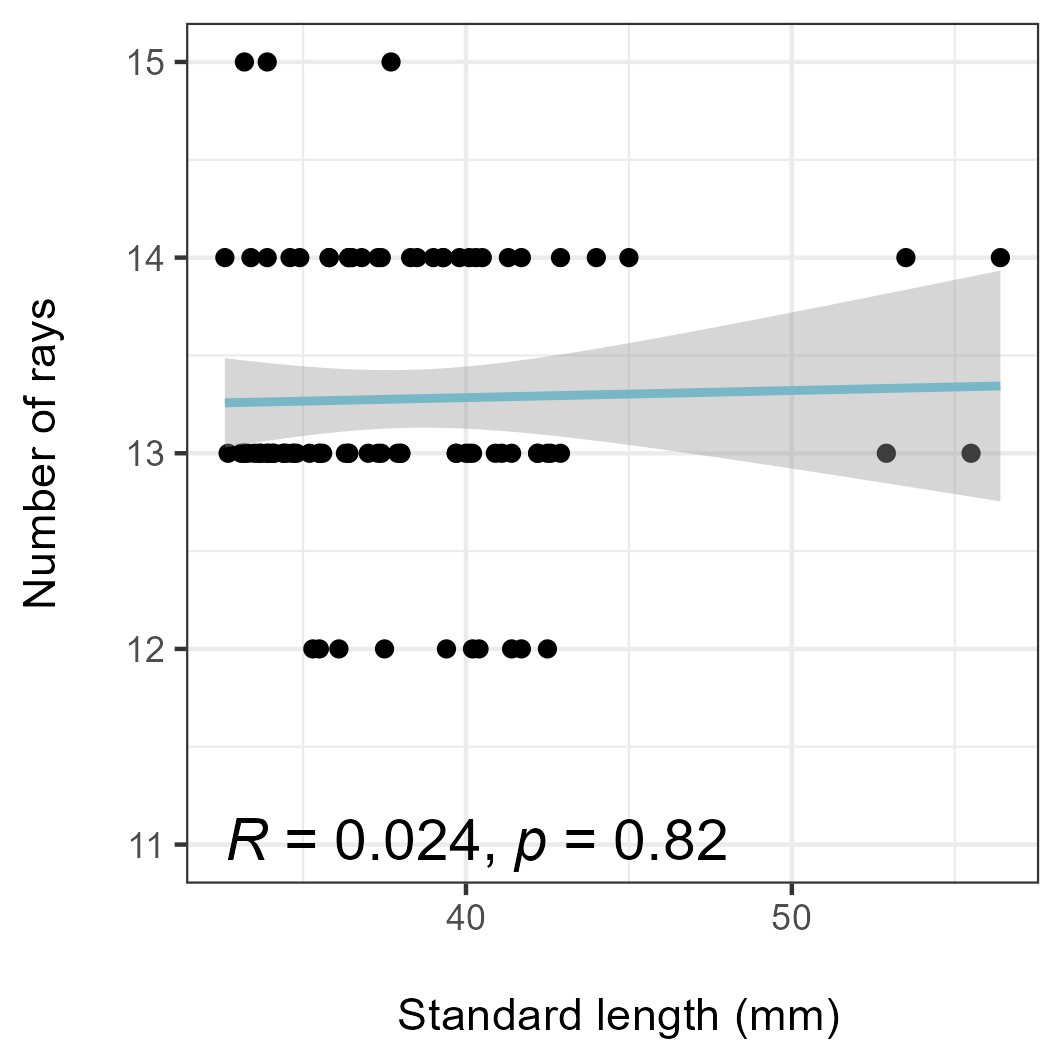 15
14
13
12
11
Number of rays
R = 0.024, p = 0.82
40
50
Standard length (mm)